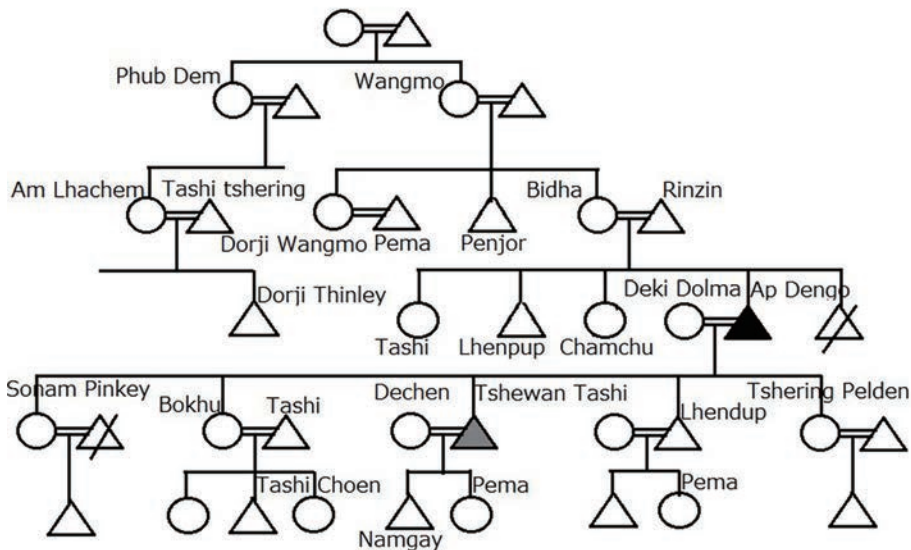 Phub Dem
Wangmo
Am Lhachem
Tashi tshering
Bidha
Rinzin
Dorji Wangmo
Pema
Penjor
Dorji Thinley
Deki Dolma
Ap Dengo
Tashi
Lhenpup
Chamchu
Sonam Pinkey
Bokhu
Tashi
Dechen
Tshewan Tashi
Lhendup
Tshering Pelden
Tashi Choen
Pema
Pema
Namgay